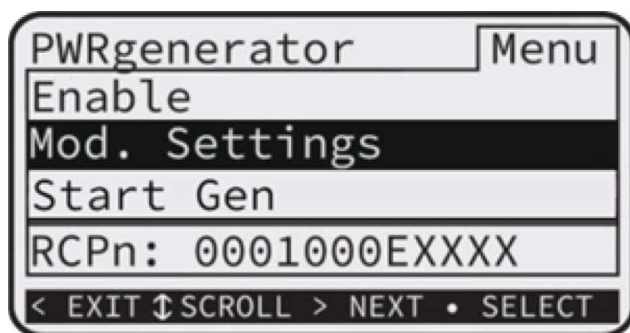 PWRgenerator Menu
Enable
Mod. Settings
Start Gen
RCPn: 0001000EXXXX
< EXIT ↕ SCROLL > NEXT • SELECT